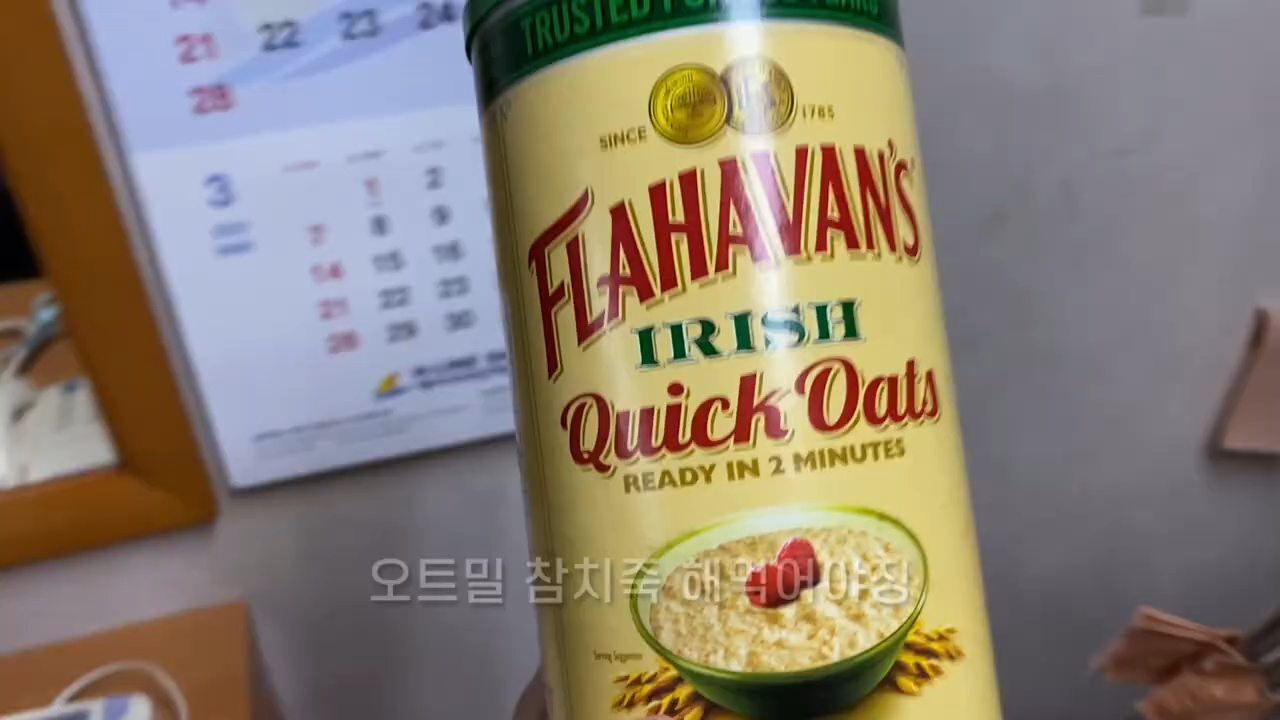 21 22 23 24
28
3
1 2
7 8 9
14 15 16
21 22 23
28 29 30
SINCE 1785
FLAHAVAN'S
IRISH
Quick Oats
READY IN 2 MINUTES
오트밀 참치죽 해먹어야징
Serving Suggestion